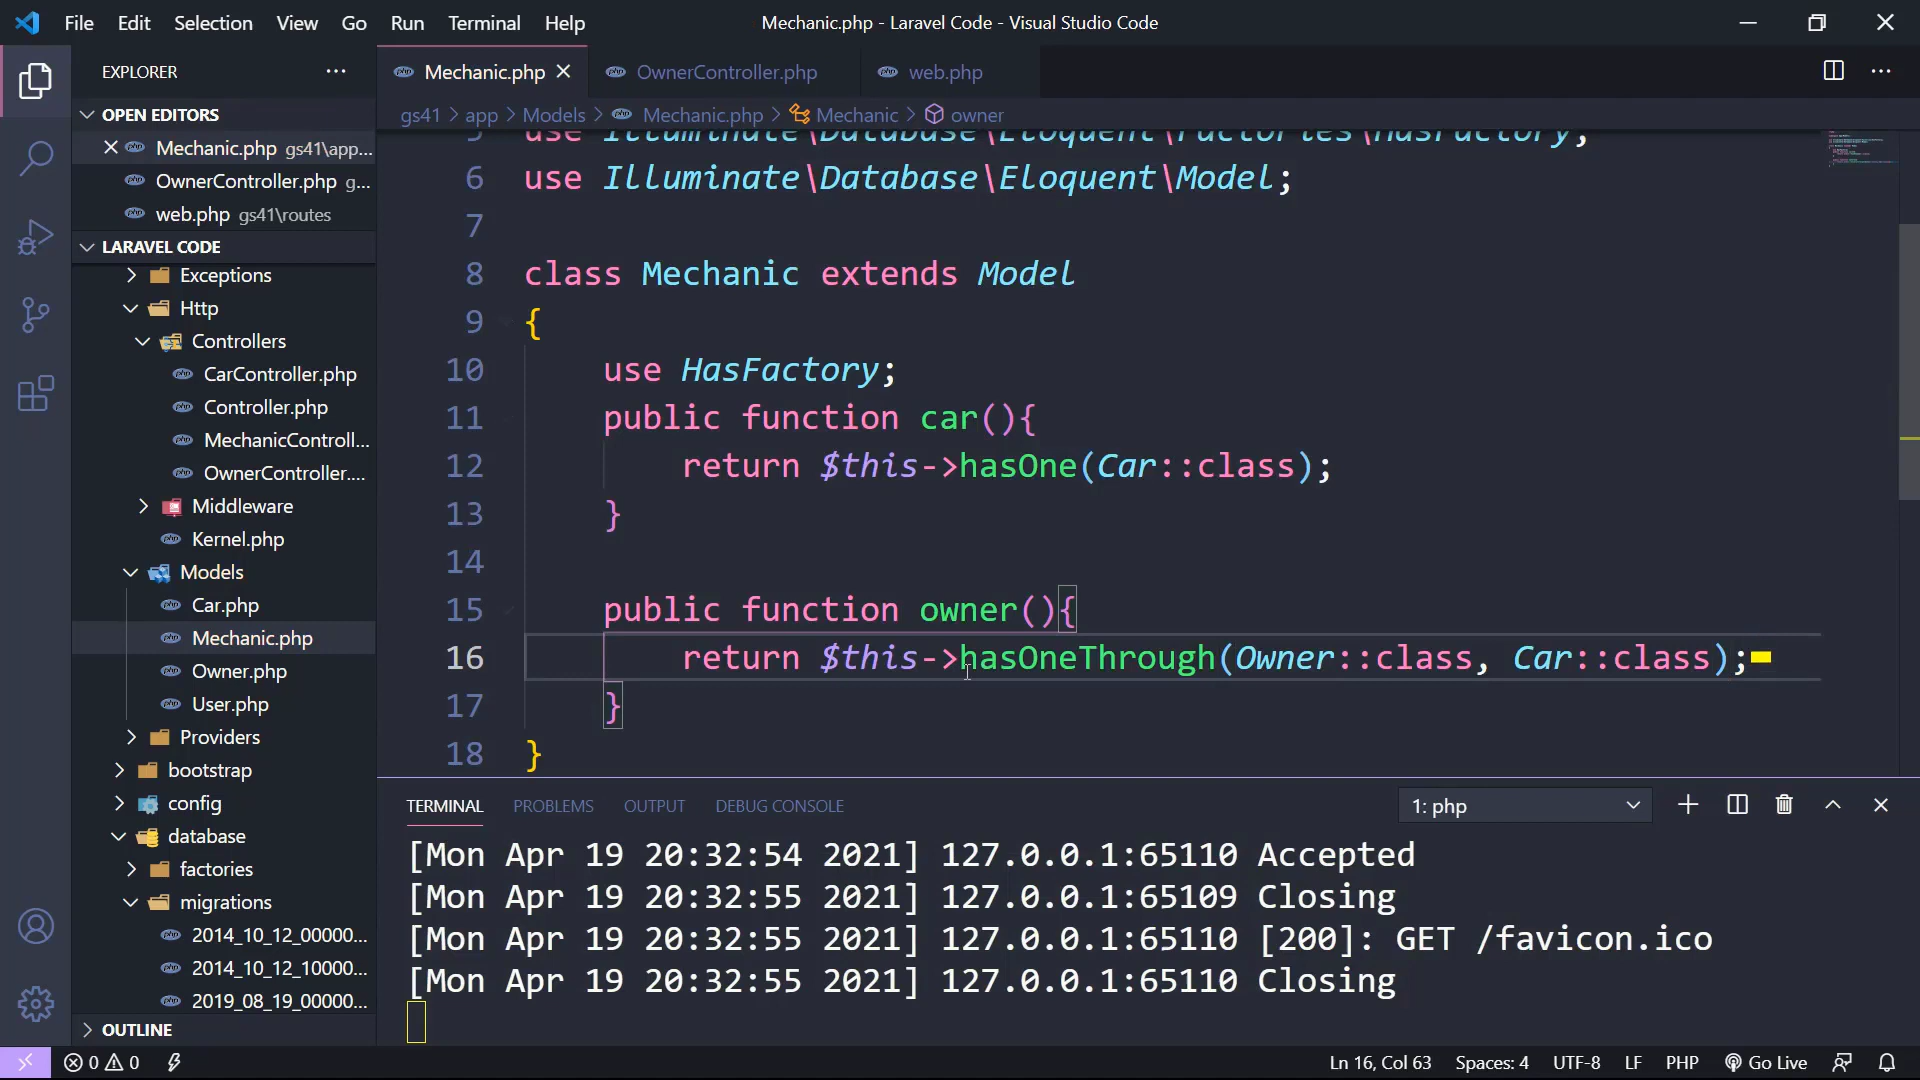 File Edit Selection View Go Run Terminal Help
Mechanic.php - Laravel Code - Visual Studio Code
EXPLORER
OPEN EDITORS
Mechanic.php gs41\app...
OwnerController.php g...
web.php gs41\routes
LARAVEL CODE
Exceptions
Http
Controllers
CarController.php
Controller.php
MechanicControll...
OwnerController....
Middleware
Kernel.php
Models
Car.php
Mechanic.php
Owner.php
User.php
Providers
bootstrap
config
database
factories
migrations
2014_10_12_00000...
2014_10_12_10000...
2019_08_19_00000...
OUTLINE
Mechanic.php OwnerController.php web.php
gs41 > app > Models > Mechanic.php > Mechanic > owner
5 use Illuminate\Database\Eloquent\Factories\HasFactory;
6 use Illuminate\Database\Eloquent\Model;
7
8 class Mechanic extends Model
9 {
10 use HasFactory;
11 public function car(){
12 return $this->hasOne(Car::class);
13 }
14
15 public function owner(){
16 return $this->hasOneThrough(Owner::class, Car::class);
17 }
18 }
TERMINAL PROBLEMS OUTPUT DEBUG CONSOLE 1: php
[Mon Apr 19 20:32:54 2021] 127.0.0.1:65110 Accepted
[Mon Apr 19 20:32:55 2021] 127.0.0.1:65109 Closing
[Mon Apr 19 20:32:55 2021] 127.0.0.1:65110 [200]: GET /favicon.ico
[Mon Apr 19 20:32:55 2021] 127.0.0.1:65110 Closing
0 0 Ln 16, Col 63 Spaces: 4 UTF-8 LF PHP Go Live